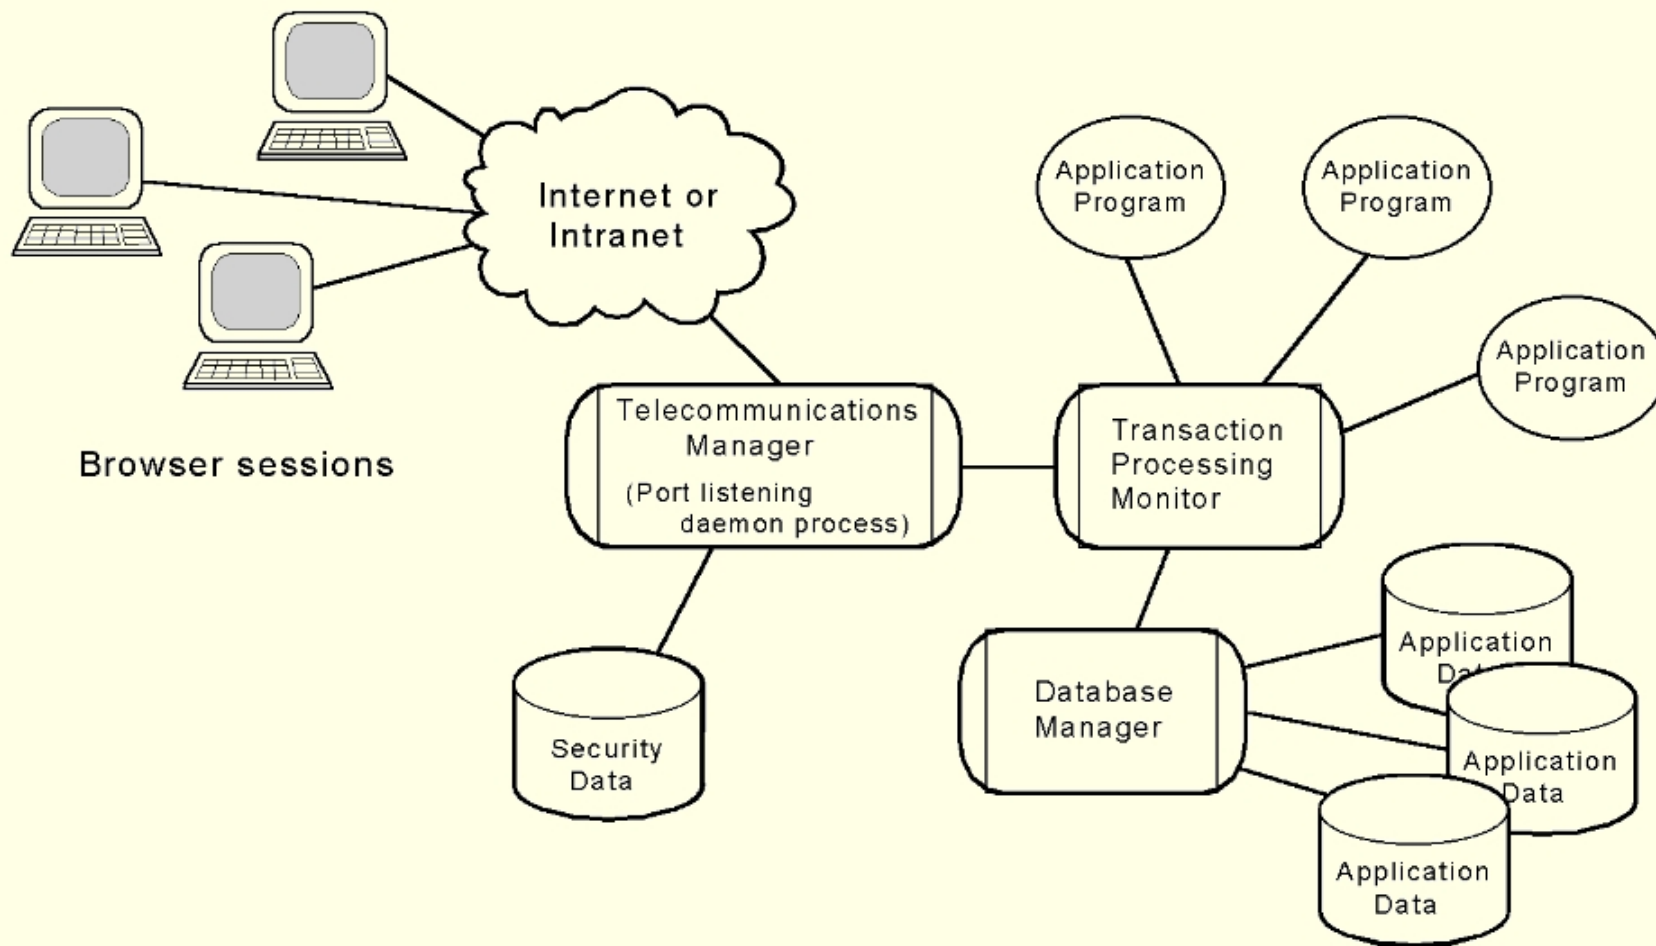 Internet or
Intranet
Application
Program
Application
Program
Application
Program
Browser sessions
Telecommunications
Manager
(Port listening
daemon process)
Transaction
Processing
Monitor
Security
Data
Database
Manager
Application
Data
Application
Data
Application
Data